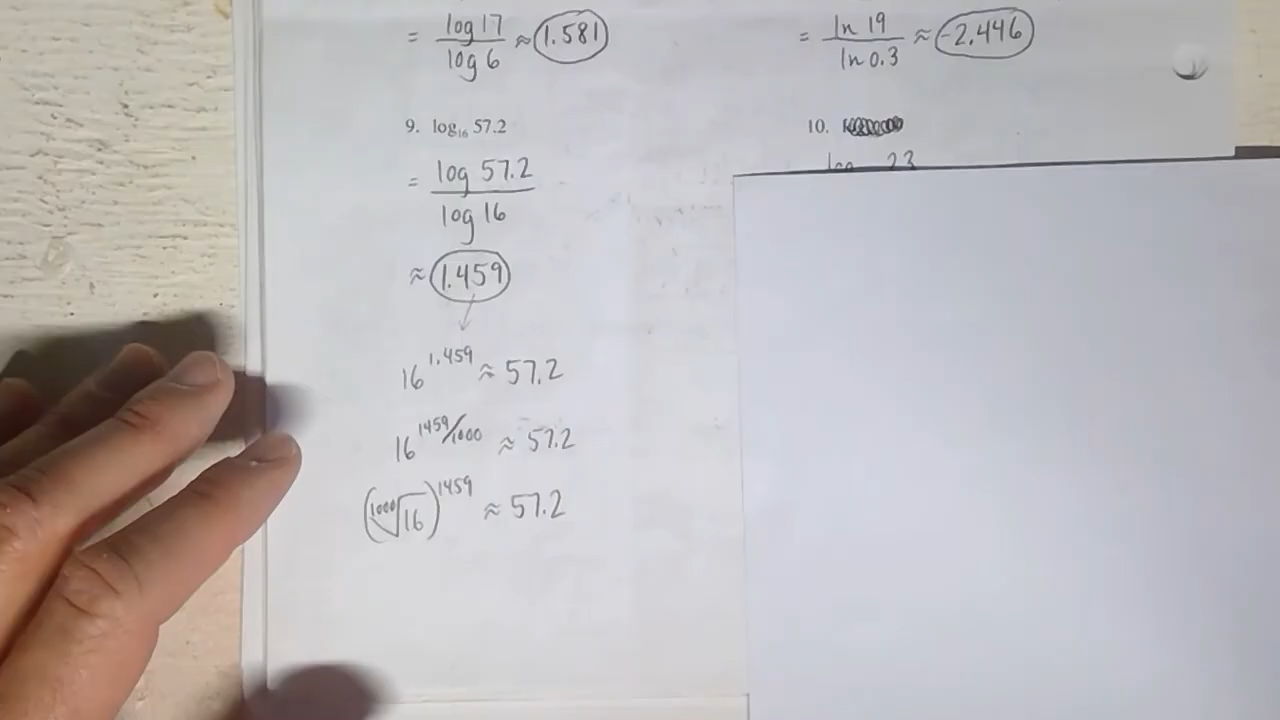 = log 17 / log 6 ≈ 1.581
= ln 19 / ln 0.3 ≈ -2.446
9. log₁₆ 57.2
= log 57.2 / log 16
≈ 1.459
16^1.459 ≈ 57.2
16^1459/1000 ≈ 57.2
(¹⁰⁰⁰√16)^1459 ≈ 57.2
10.
log 23